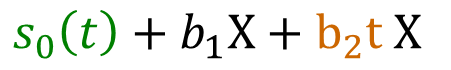 s₀(t) + b₁X + b₂t X